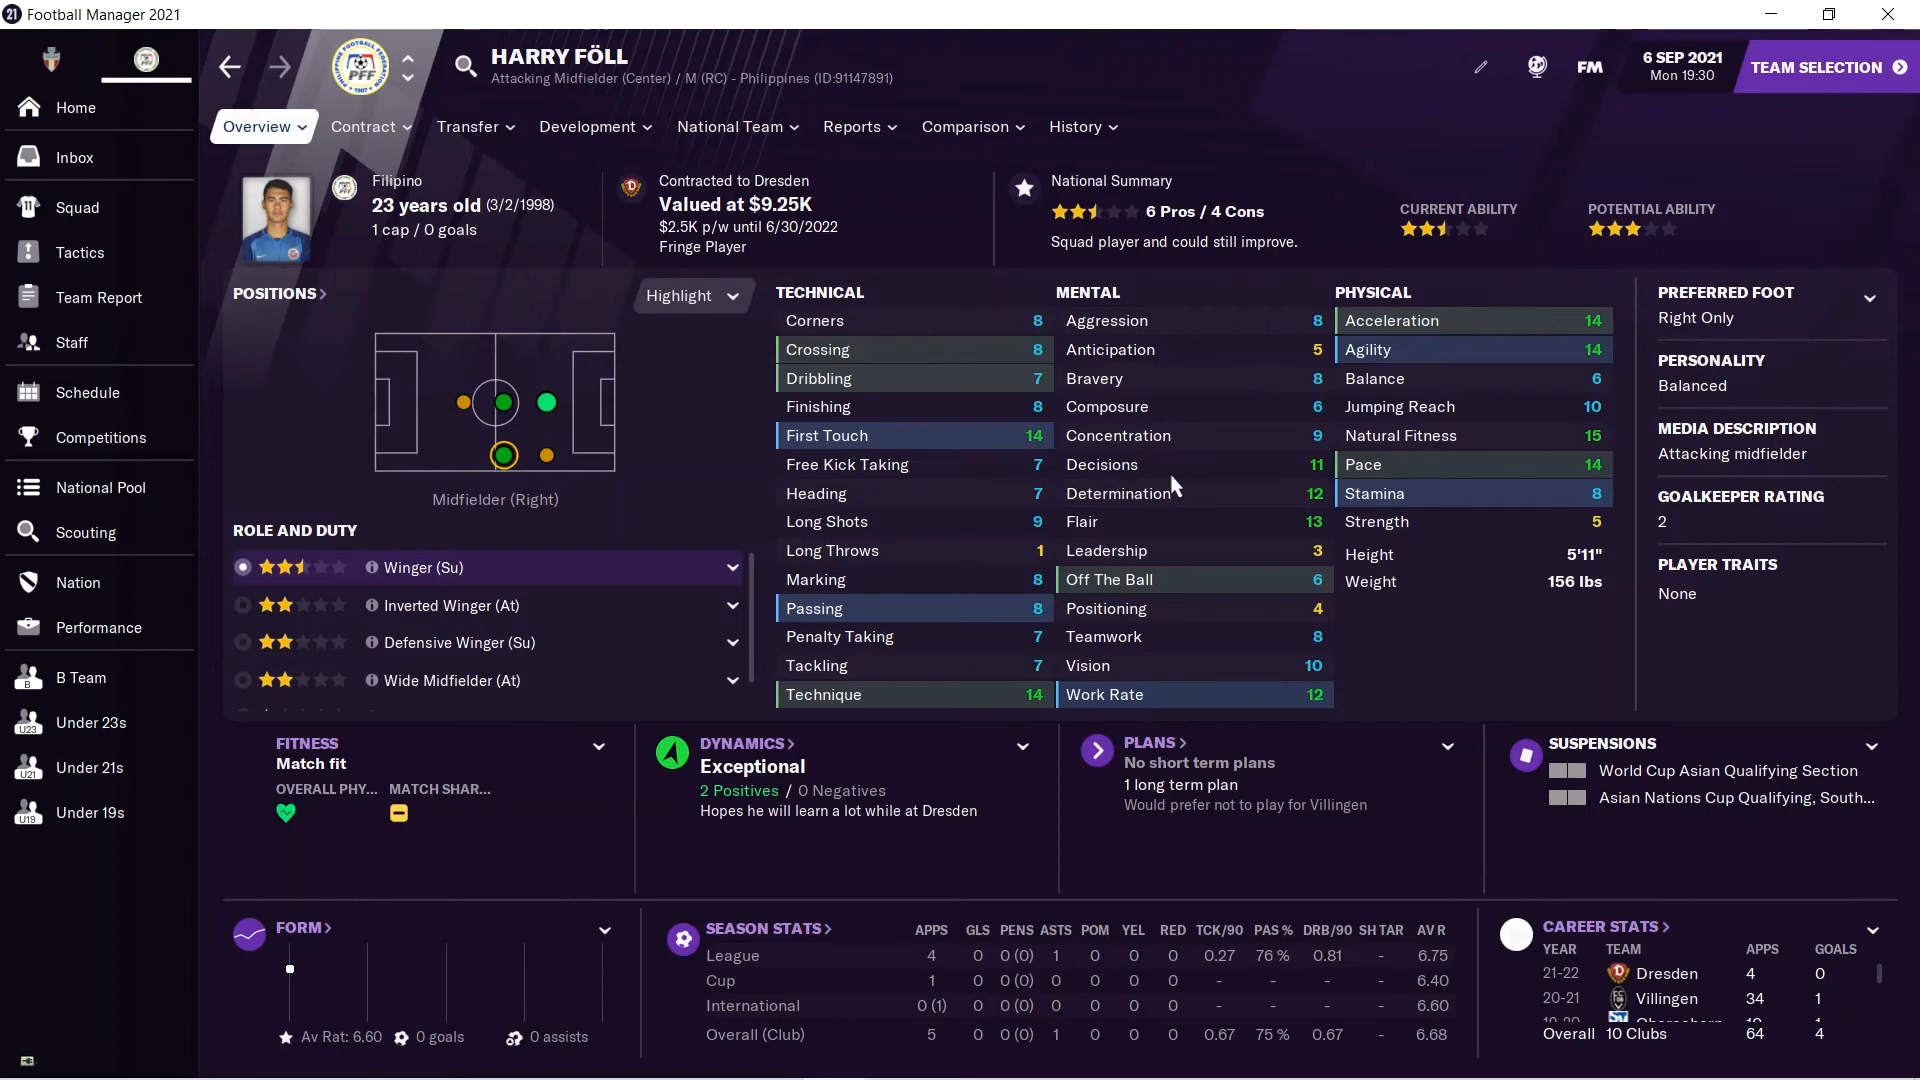 21 Football Manager 2021
HARRY FÖLL
Attacking Midfielder (Center) / M (RC) - Philippines (ID:91147891)
FM
6 SEP 2021
Mon 19:30
TEAM SELECTION
Home
Inbox
Squad
Tactics
Team Report
Staff
Schedule
Competitions
National Pool
Scouting
Nation
Performance
B Team
Under 23s
Under 21s
Under 19s
Overview
Contract
Transfer
Development
National Team
Reports
Comparison
History
Filipino
23 years old (3/2/1998)
1 cap / 0 goals
Contracted to Dresden
Valued at $9.25K
$2.5K p/w until 6/30/2022
Fringe Player
National Summary
6 Pros / 4 Cons
Squad player and could still improve.
CURRENT ABILITY
POTENTIAL ABILITY
POSITIONS
Highlight
Midfielder (Right)
ROLE AND DUTY
Winger (Su)
Inverted Winger (At)
Defensive Winger (Su)
Wide Midfielder (At)
TECHNICAL
Corners 8
Crossing 8
Dribbling 7
Finishing 8
First Touch 14
Free Kick Taking 7
Heading 7
Long Shots 9
Long Throws 1
Marking 8
Passing 8
Penalty Taking 7
Tackling 7
Technique 14
MENTAL
Aggression 8
Anticipation 5
Bravery 8
Composure 6
Concentration 9
Decisions 11
Determination 12
Flair 13
Leadership 3
Off The Ball 6
Positioning 4
Teamwork 8
Vision 10
Work Rate 12
PHYSICAL
Acceleration 14
Agility 14
Balance 6
Jumping Reach 10
Natural Fitness 15
Pace 14
Stamina 8
Strength 5
Height 5'11"
Weight 156 lbs
PREFERRED FOOT
Right Only
PERSONALITY
Balanced
MEDIA DESCRIPTION
Attacking midfielder
GOALKEEPER RATING
2
PLAYER TRAITS
None
FITNESS
Match fit
OVERALL PHY... MATCH SHAR...
DYNAMICS
Exceptional
2 Positives / 0 Negatives
Hopes he will learn a lot while at Dresden
PLANS
No short term plans
1 long term plan
Would prefer not to play for Villingen
SUSPENSIONS
World Cup Asian Qualifying Section
Asian Nations Cup Qualifying, South...
FORM
Av Rat: 6.60 0 goals 0 assists
SEASON STATS APPS GLS PENS ASTS POM YEL RED TCK/90 PAS % DRB/90 SH TAR AV R
League 4 0 0 (0) 1 0 0 0 0.27 76 % 0.81 - 6.75
Cup 1 0 0 (0) 0 0 0 0 - - - - 6.40
International 0 (1) 0 0 (0) 0 0 0 0 - - - - 6.60
Overall (Club) 5 0 0 (0) 1 0 0 0 0.67 75 % 0.67 - 6.68
CAREER STATS
YEAR TEAM APPS GOALS
21-22 Dresden 4 0
20-21 Villingen 34 1
Overall 10 Clubs 64 4